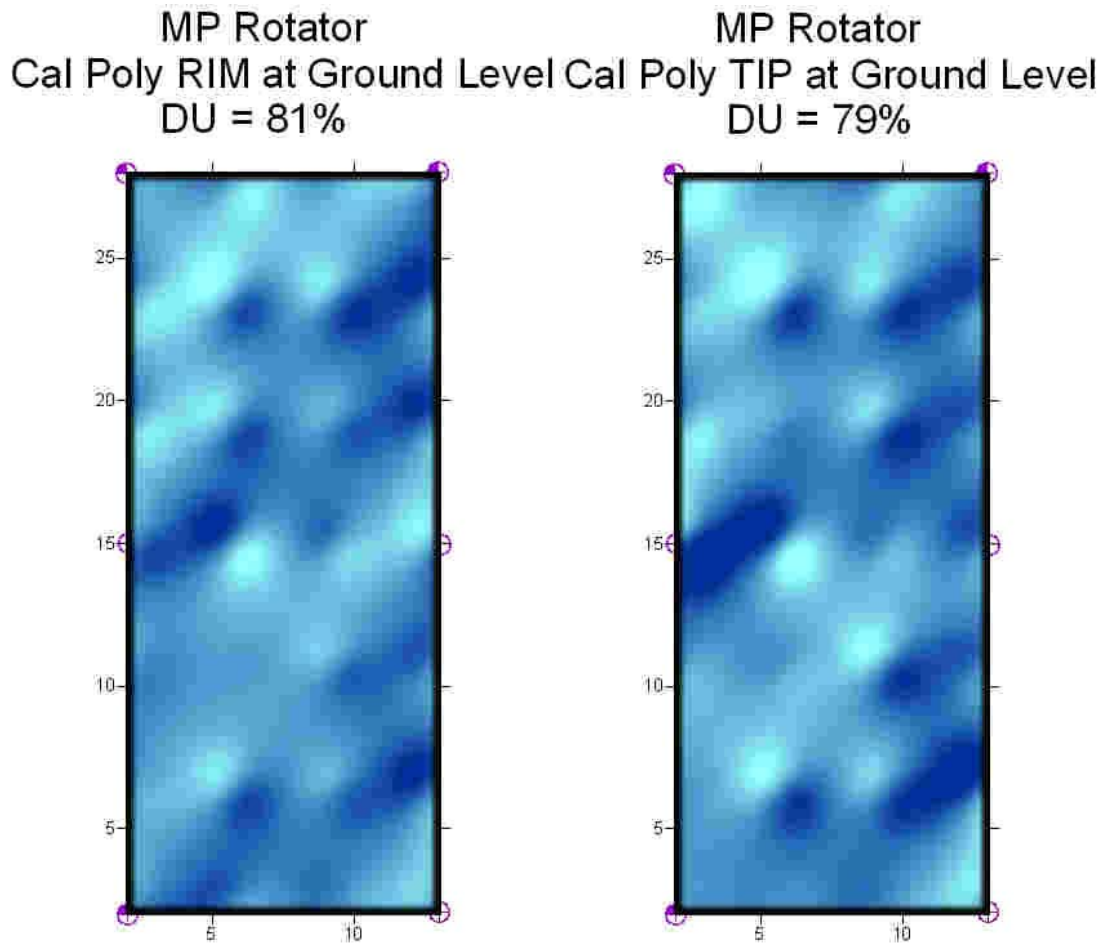 MP Rotator
Cal Poly RIM at Ground Level
DU = 81%
25
20
15
10
5
5 10
MP Rotator
Cal Poly TIP at Ground Level
DU = 79%
25
20
15
10
5
5 10